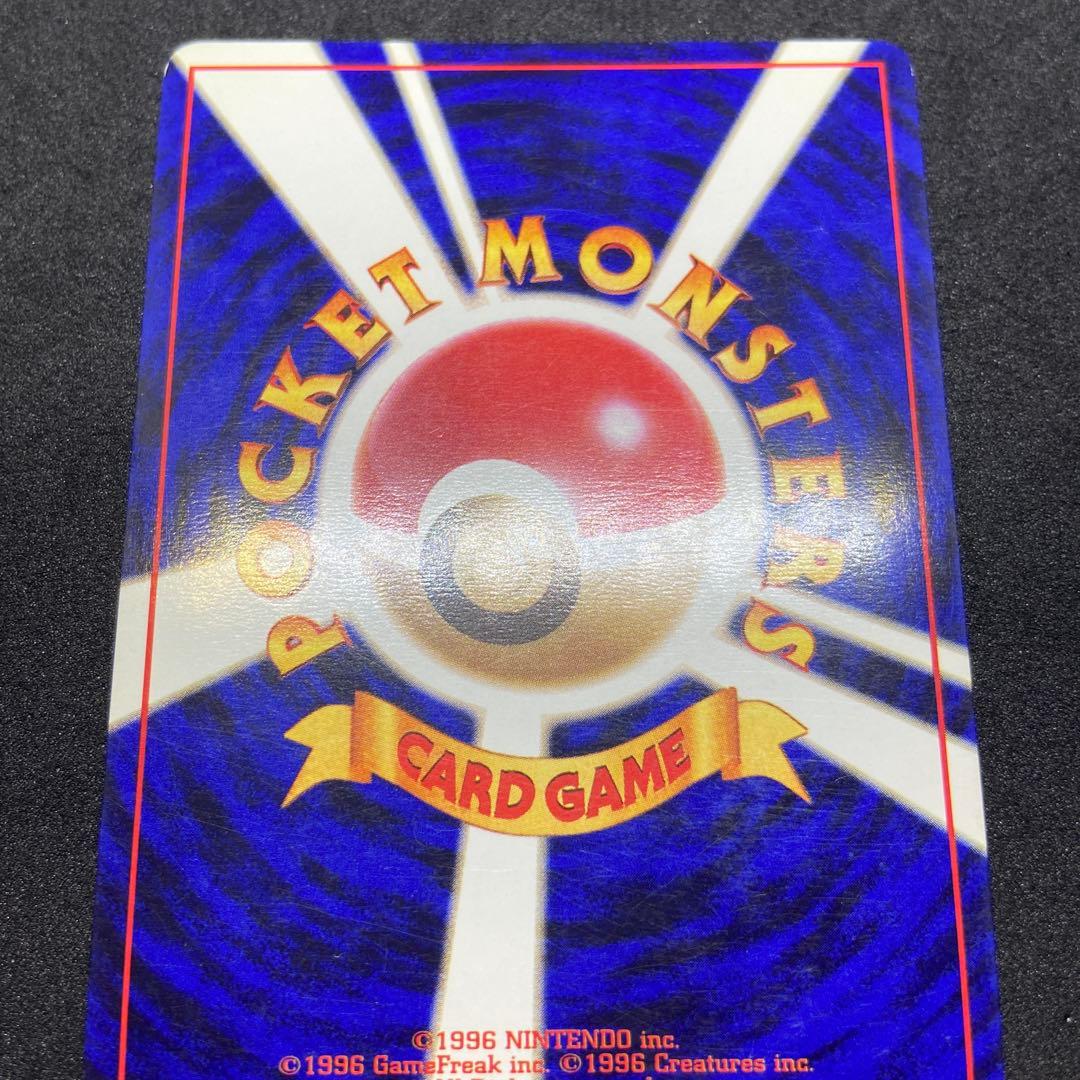 POCKET MONSTERS
CARD GAME
©1996 NINTENDO inc.
©1996 GameFreak inc. ©1996 Creatures inc.